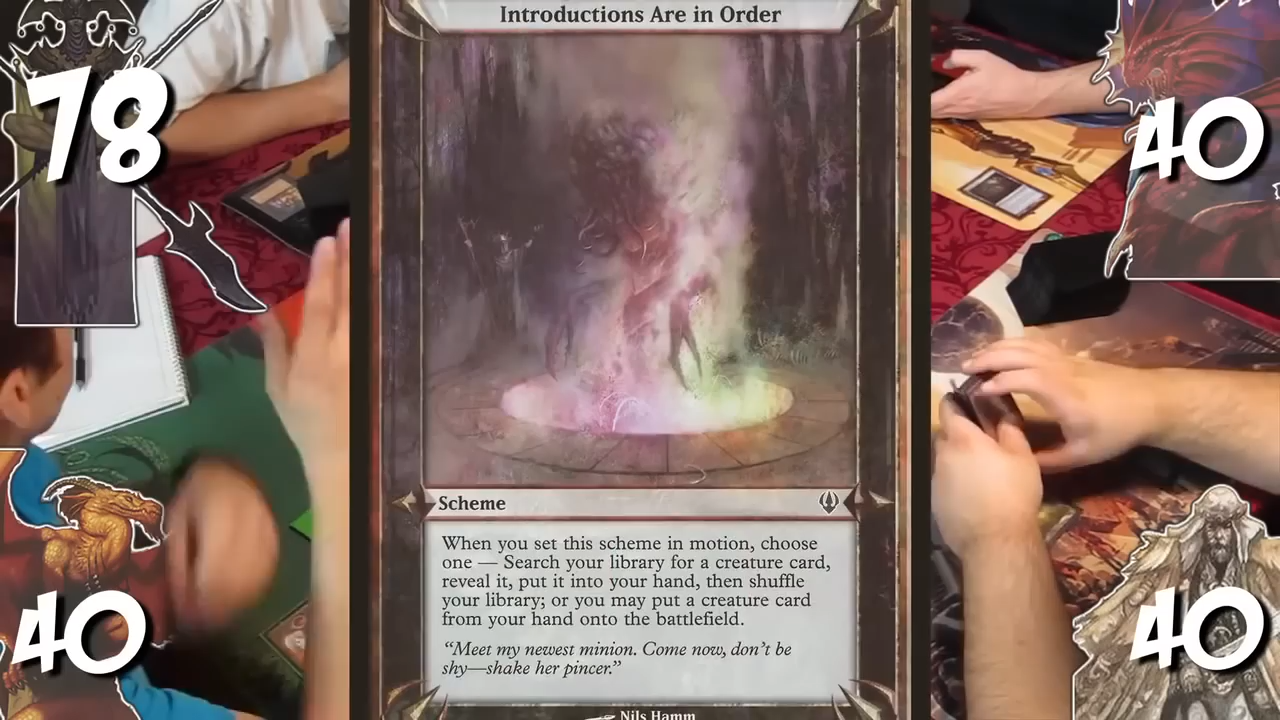 Introductions Are in Order
78
40
Scheme
When you set this scheme in motion, choose
one — Search your library for a creature card,
reveal it, put it into your hand, then shuffle
your library; or you may put a creature card
from your hand onto the battlefield.
“Meet my newest minion. Come now, don’t be
shy—shake her pincer.”
40
40
Nils Hamm